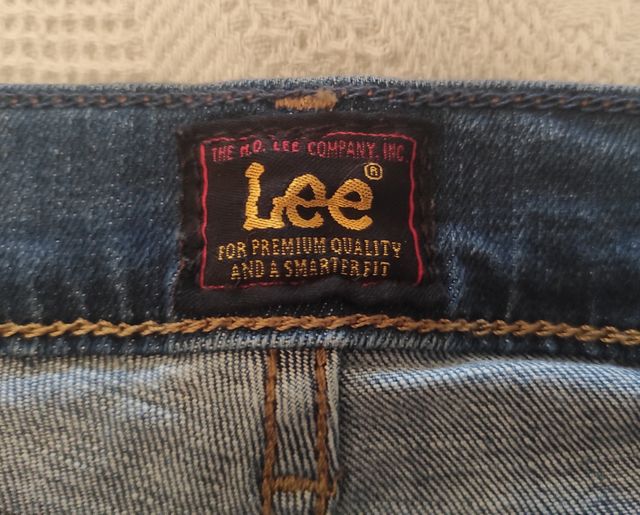 THE H.D. LEE COMPANY, INC
Lee®
FOR PREMIUM QUALITY
AND A SMARTER FIT